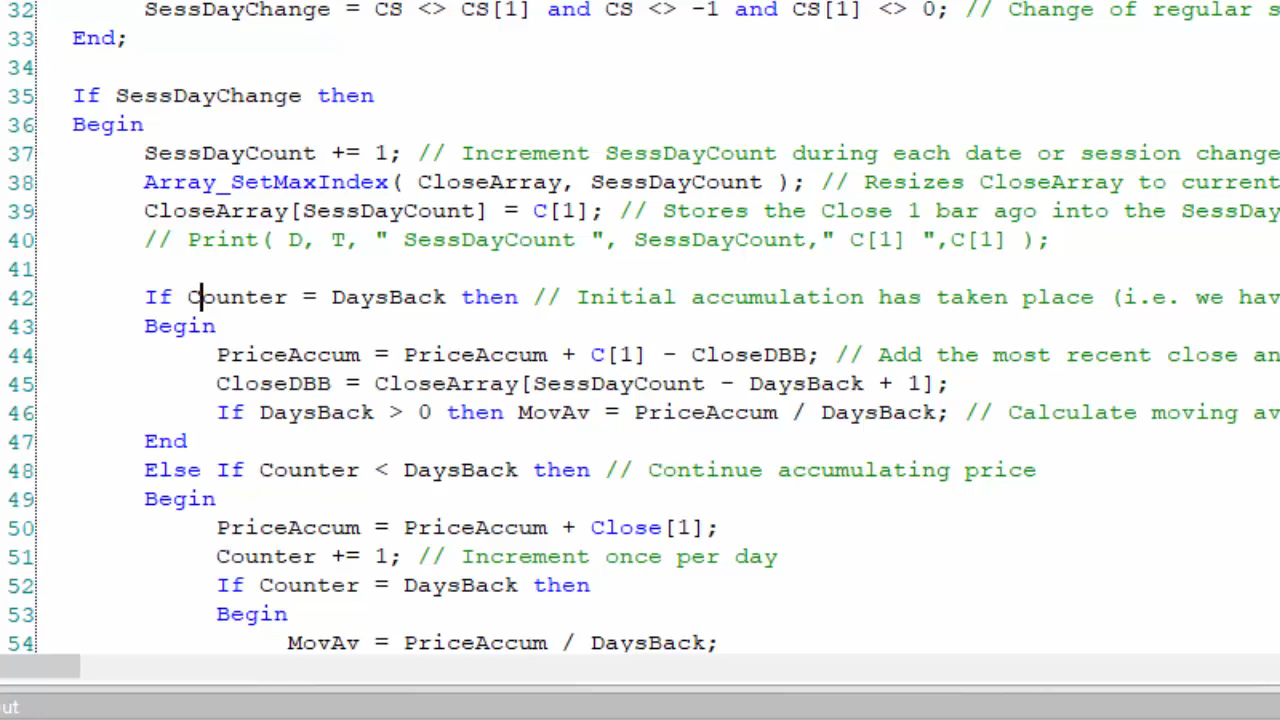 32 SessDayChange = CS <> CS[1] and CS <> -1 and CS[1] <> 0; // Change of regular s
33 End;
34
35 If SessDayChange then
36 Begin
37 SessDayCount += 1; // Increment SessDayCount during each date or session change
38 Array_SetMaxIndex( CloseArray, SessDayCount ); // Resizes CloseArray to current
39 CloseArray[SessDayCount] = C[1]; // Stores the Close 1 bar ago into the SessDay
40 // Print( D, T, " SessDayCount ", SessDayCount," C[1] ",C[1] );
41
42 If Counter = DaysBack then // Initial accumulation has taken place (i.e. we hav
43 Begin
44 PriceAccum = PriceAccum + C[1] - CloseDBB; // Add the most recent close an
45 CloseDBB = CloseArray[SessDayCount - DaysBack + 1];
46 If DaysBack > 0 then MovAv = PriceAccum / DaysBack; // Calculate moving av
47 End
48 Else If Counter < DaysBack then // Continue accumulating price
49 Begin
50 PriceAccum = PriceAccum + Close[1];
51 Counter += 1; // Increment once per day
52 If Counter = DaysBack then
53 Begin
54 MovAv = PriceAccum / DaysBack;
ut